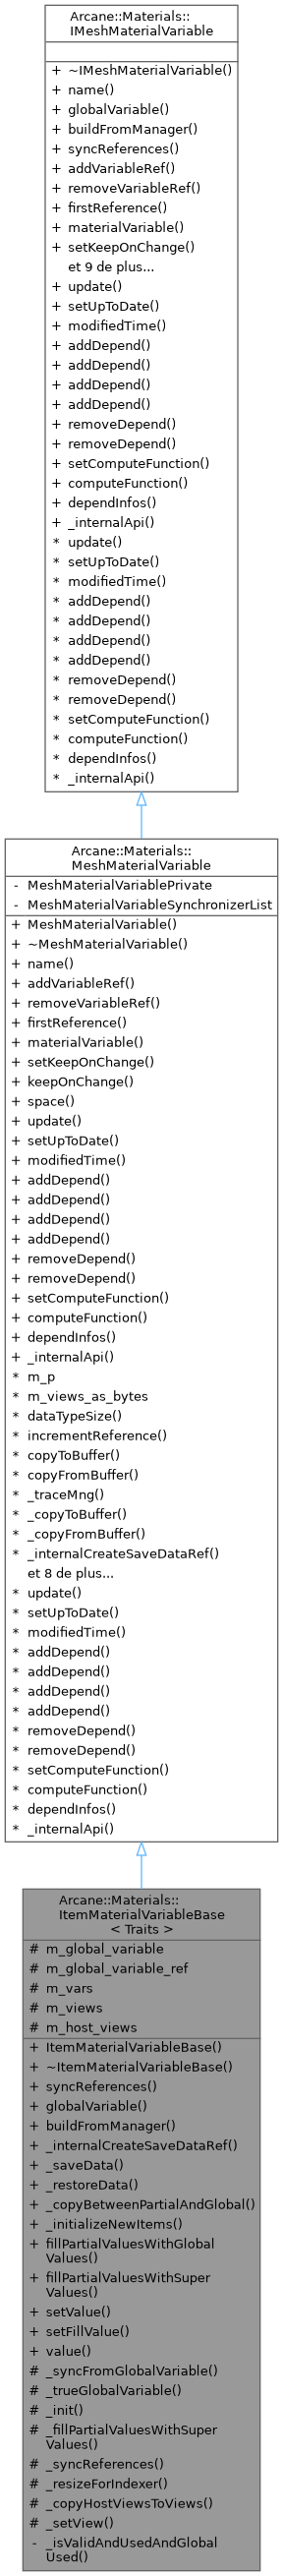 Arcane::Materials::
IMeshMaterialVariable
+ ~IMeshMaterialVariable()
+ name()
+ globalVariable()
+ buildFromManager()
+ syncReferences()
+ addVariableRef()
+ removeVariableRef()
+ firstReference()
+ materialVariable()
+ setKeepOnChange()
et 9 de plus...
+ update()
+ setUpToDate()
+ modifiedTime()
+ addDepend()
+ addDepend()
+ addDepend()
+ addDepend()
+ removeDepend()
+ removeDepend()
+ setComputeFunction()
+ computeFunction()
+ dependInfos()
+ _internalApi()
* update()
* setUpToDate()
* modifiedTime()
* addDepend()
* addDepend()
* addDepend()
* addDepend()
* removeDepend()
* removeDepend()
* setComputeFunction()
* computeFunction()
* dependInfos()
* _internalApi()
Arcane::Materials::
MeshMaterialVariable
- MeshMaterialVariablePrivate
- MeshMaterialVariableSynchronizerList
+ MeshMaterialVariable()
+ ~MeshMaterialVariable()
+ name()
+ addVariableRef()
+ removeVariableRef()
+ firstReference()
+ materialVariable()
+ setKeepOnChange()
+ keepOnChange()
+ space()
+ update()
+ setUpToDate()
+ modifiedTime()
+ addDepend()
+ addDepend()
+ addDepend()
+ addDepend()
+ removeDepend()
+ removeDepend()
+ setComputeFunction()
+ computeFunction()
+ dependInfos()
+ _internalApi()
* m_p
* m_views_as_bytes
* dataTypeSize()
* incrementReference()
* copyToBuffer()
* copyFromBuffer()
* _traceMng()
* _copyToBuffer()
* _copyFromBuffer()
* _internalCreateSaveDataRef()
et 8 de plus...
* update()
* setUpToDate()
* modifiedTime()
* addDepend()
* addDepend()
* addDepend()
* addDepend()
* removeDepend()
* removeDepend()
* setComputeFunction()
* computeFunction()
* dependInfos()
* _internalApi()
Arcane::Materials::
ItemMaterialVariableBase
< Traits >
# m_global_variable
# m_global_variable_ref
# m_vars
# m_views
# m_host_views
+ ItemMaterialVariableBase()
+ ~ItemMaterialVariableBase()
+ syncReferences()
+ globalVariable()
+ buildFromManager()
+ _internalCreateSaveDataRef()
+ _saveData()
+ _restoreData()
+ _copyBetweenPartialAndGlobal()
+ _initializeNewItems()
+ fillPartialValuesWithGlobal
Values()
+ fillPartialValuesWithSuper
Values()
+ setValue()
+ setFillValue()
+ value()
# _syncFromGlobalVariable()
# _trueGlobalVariable()
# _init()
# _fillPartialValuesWithSuper
Values()
# _syncReferences()
# _resizeForIndexer()
# _copyHostViewsToViews()
# _setView()
- _isValidAndUsedAndGlobal
Used()